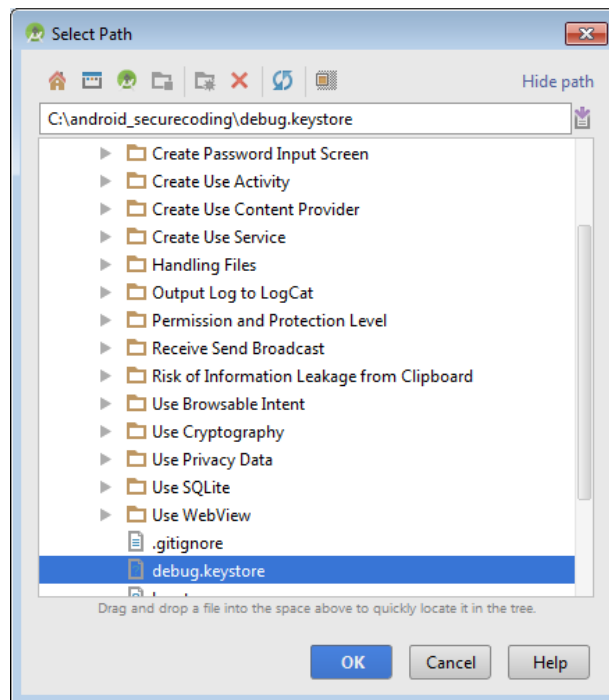 Select Path
Hide path
C:\android_securecoding\debug.keystore
Create Password Input Screen
Create Use Activity
Create Use Content Provider
Create Use Service
Handling Files
Output Log to LogCat
Permission and Protection Level
Receive Send Broadcast
Risk of Information Leakage from Clipboard
Use Browsable Intent
Use Cryptography
Use Privacy Data
Use SQLite
Use WebView
.gitignore
debug.keystore
Drag and drop a file into the space above to quickly locate it in the tree.
OK Cancel Help